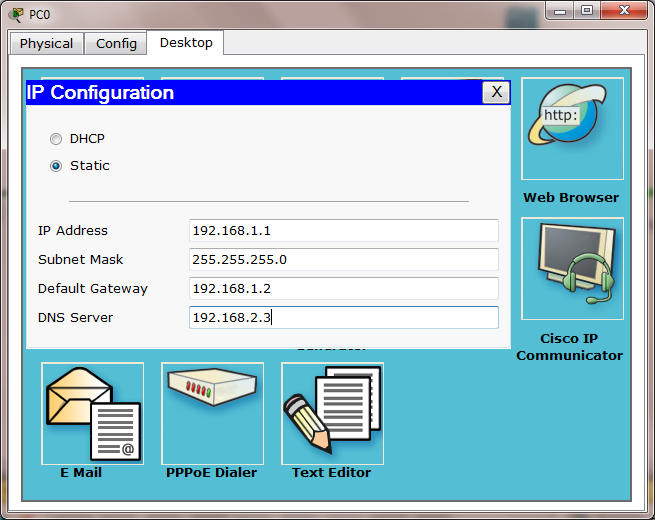 PC0
Physical
Config
Desktop
IP Configuration
X
DHCP
Static
IP Address
192.168.1.1
Subnet Mask
255.255.255.0
Default Gateway
192.168.1.2
DNS Server
192.168.2.3
http:
Web Browser
Cisco IP
Communicator
@
E Mail
PPPoE Dialer
Text Editor